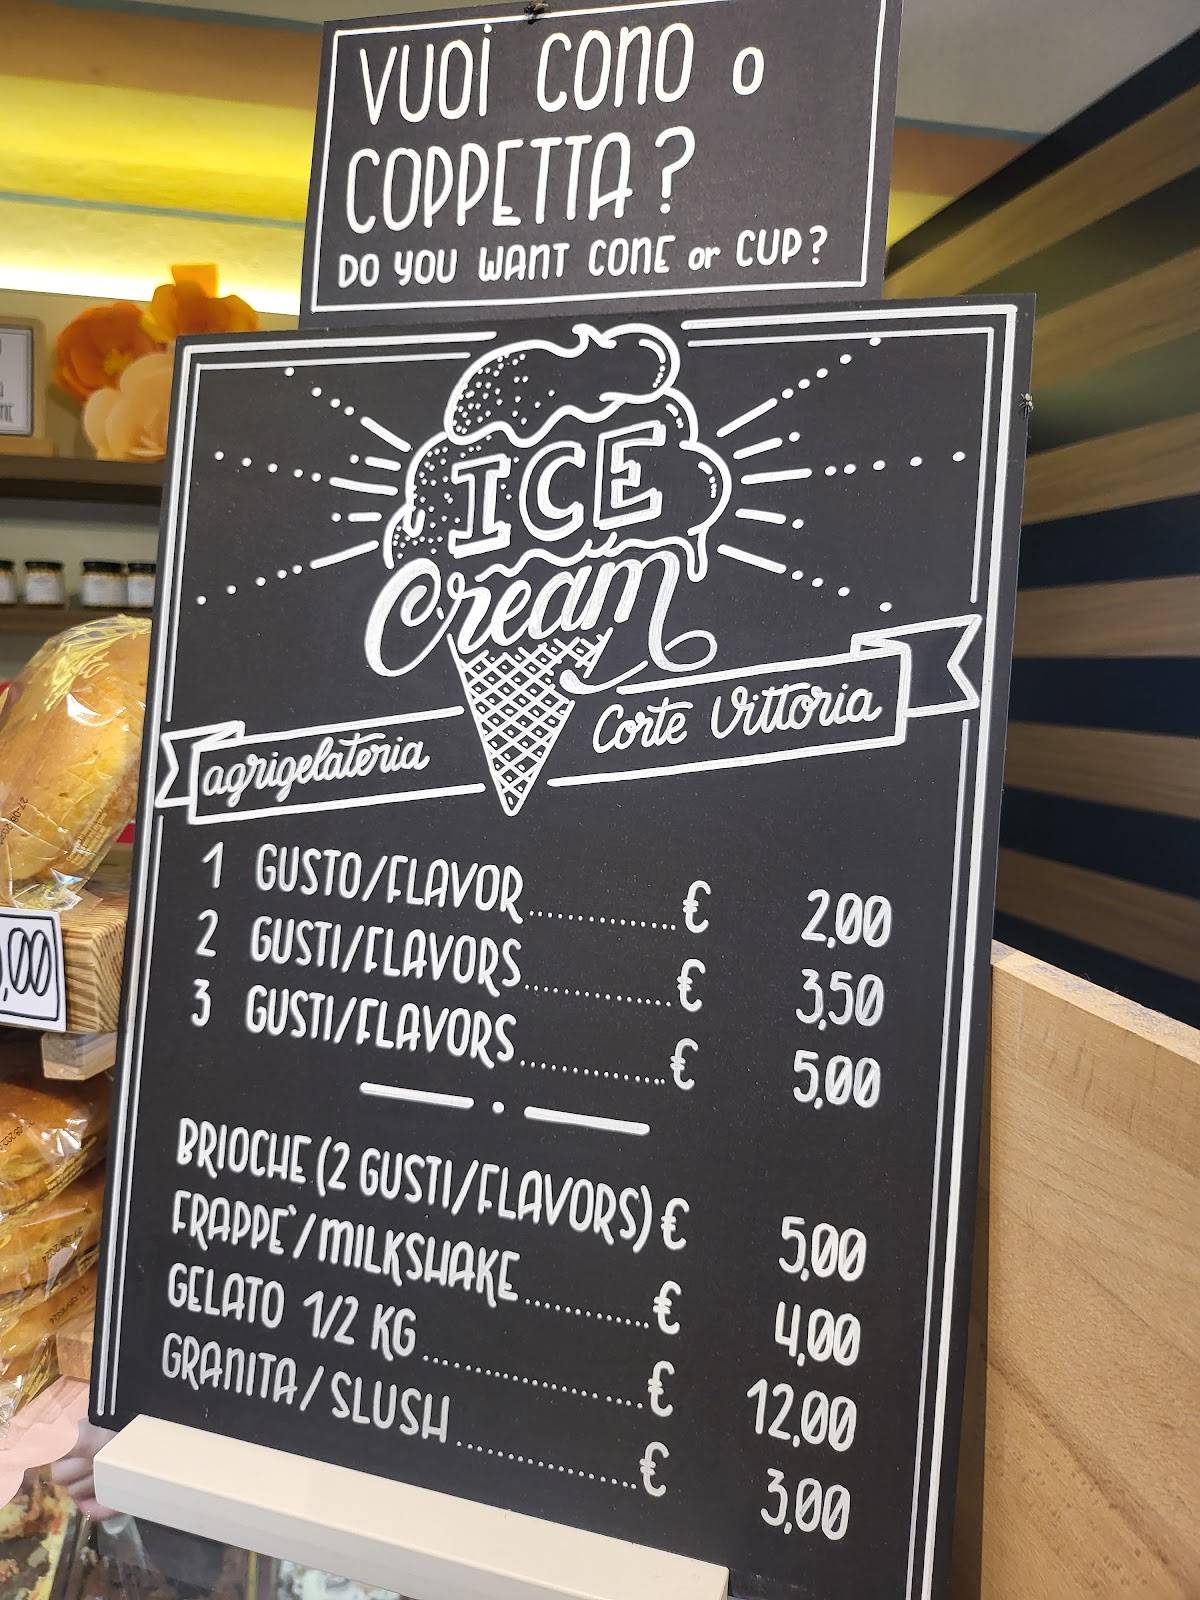 VUOI CONO o
COPPETTA?
DO YOU WANT CONE or CUP?
ICE
Cream
agrigelateria Corte Vittoria
1 GUSTO/FLAVOR..............€ 2,00
2 GUSTI/FLAVORS..............€ 3,50
3 GUSTI/FLAVORS..............€ 5,00
BRIOCHE (2 GUSTI/FLAVORS) € 5,00
FRAPPE'/MILKSHAKE............€ 4,00
GELATO 1/2 KG....................€ 12,00
GRANITA/SLUSH................€ 3,00
,00